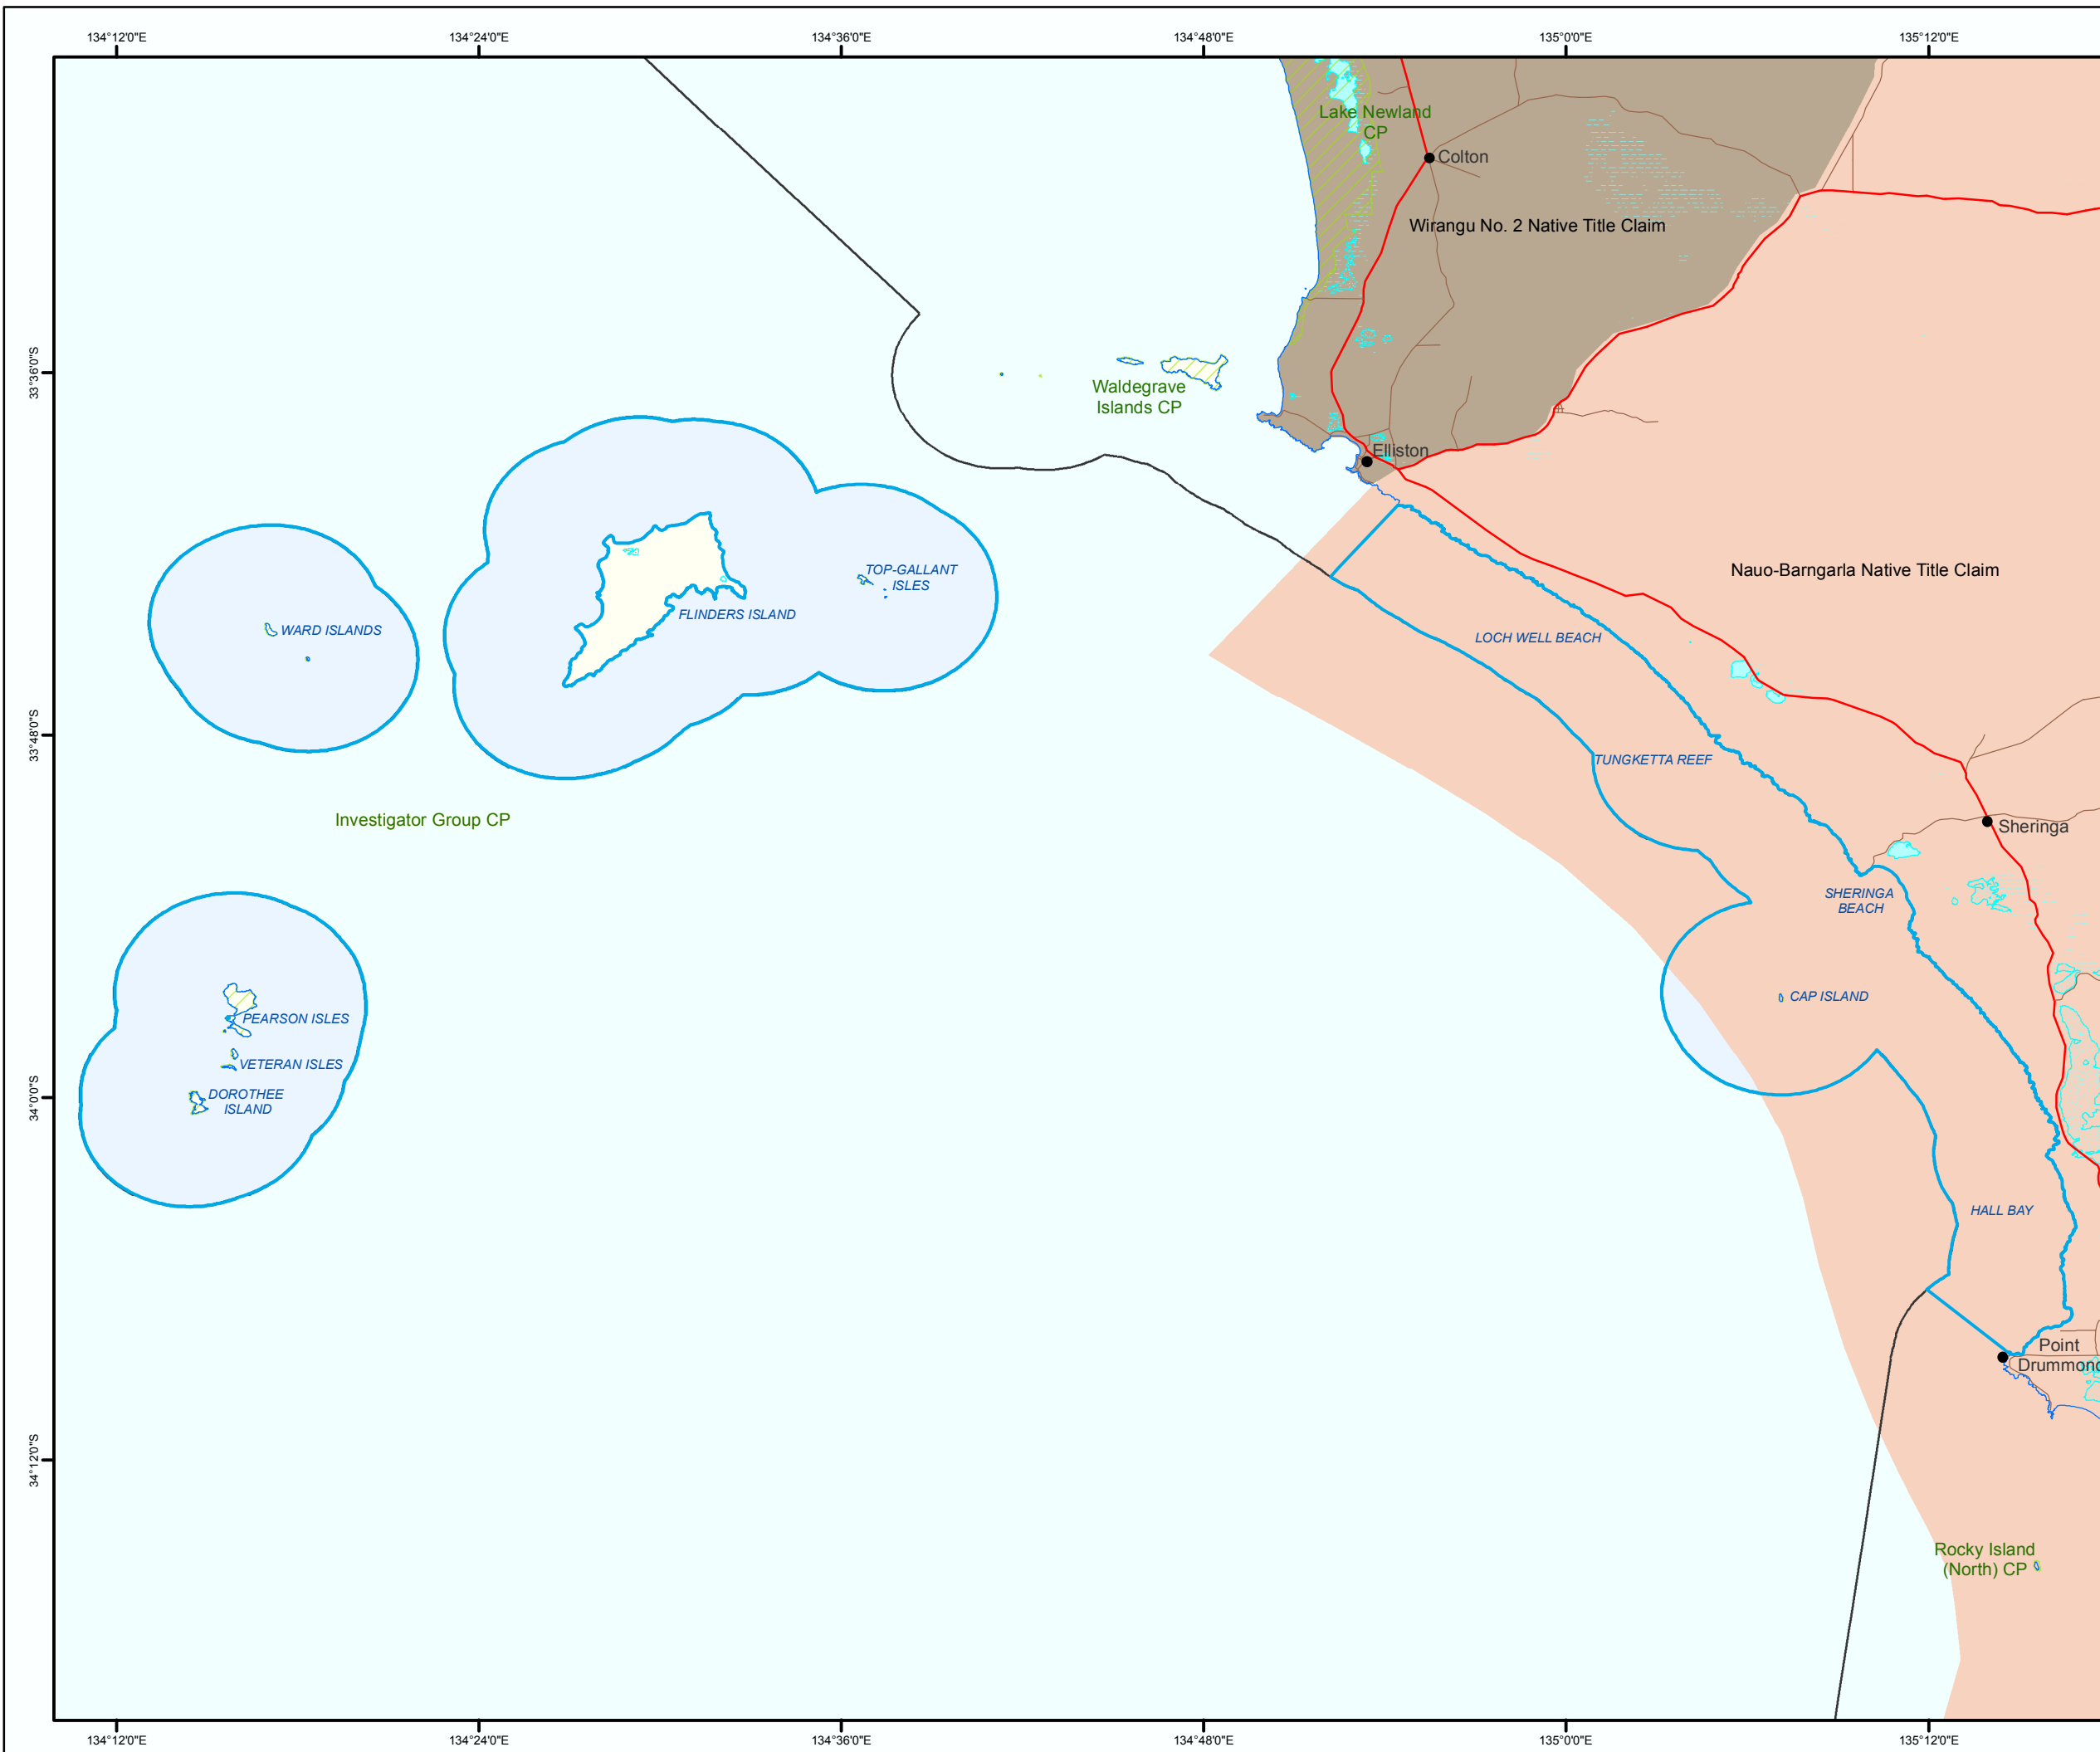 134°12'0"E
134°24'0"E
134°36'0"E
134°48'0"E
135°0'0"E
135°12'0"E
Lake Newland
CP
Colton
Wirangu No. 2 Native Title Claim
33°36'0"S
Waldegrave
Islands CP
Elliston
TOP-GALLANT
ISLES
Nauo-Barngarla Native Title Claim
FLINDERS ISLAND
WARD ISLANDS
LOCH WELL BEACH
33°48'0"S
TUNGKETTA REEF
Investigator Group CP
Sheringa
SHERINGA
BEACH
CAP ISLAND
PEARSON ISLES
VETERAN ISLES
DOROTHEE
ISLAND
34°0'0"S
HALL BAY
Point
Drummond
34°12'0"S
Rocky Island
(North) CP
134°12'0"E
134°24'0"E
134°36'0"E
134°48'0"E
135°0'0"E
135°12'0"E